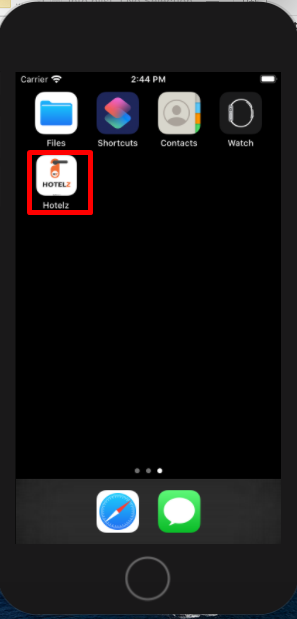 Carrier
2:44 PM
Files
Shortcuts
Contacts
Watch
HOTELZ
Hotelz